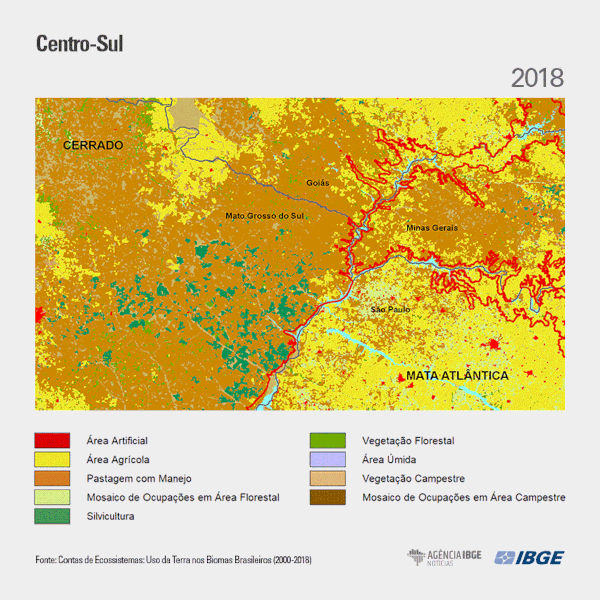 Centro-Sul
2018
CERRADO
Goiás
Mato Grosso do Sul
Minas Gerais
São Paulo
MATA ATLÂNTICA
Área Artificial
Vegetação Florestal
Área Agrícola
Área Úmida
Pastagem com Manejo
Vegetação Campestre
Mosaico de Ocupações em Área Florestal
Mosaico de Ocupações em Área Campestre
Silvicultura
Fonte: Contas de Ecossistemas: Uso da Terra nos Biomas Brasileiros (2000-2018)
AGÊNCIA IBGE
NOTÍCIAS
IBGE